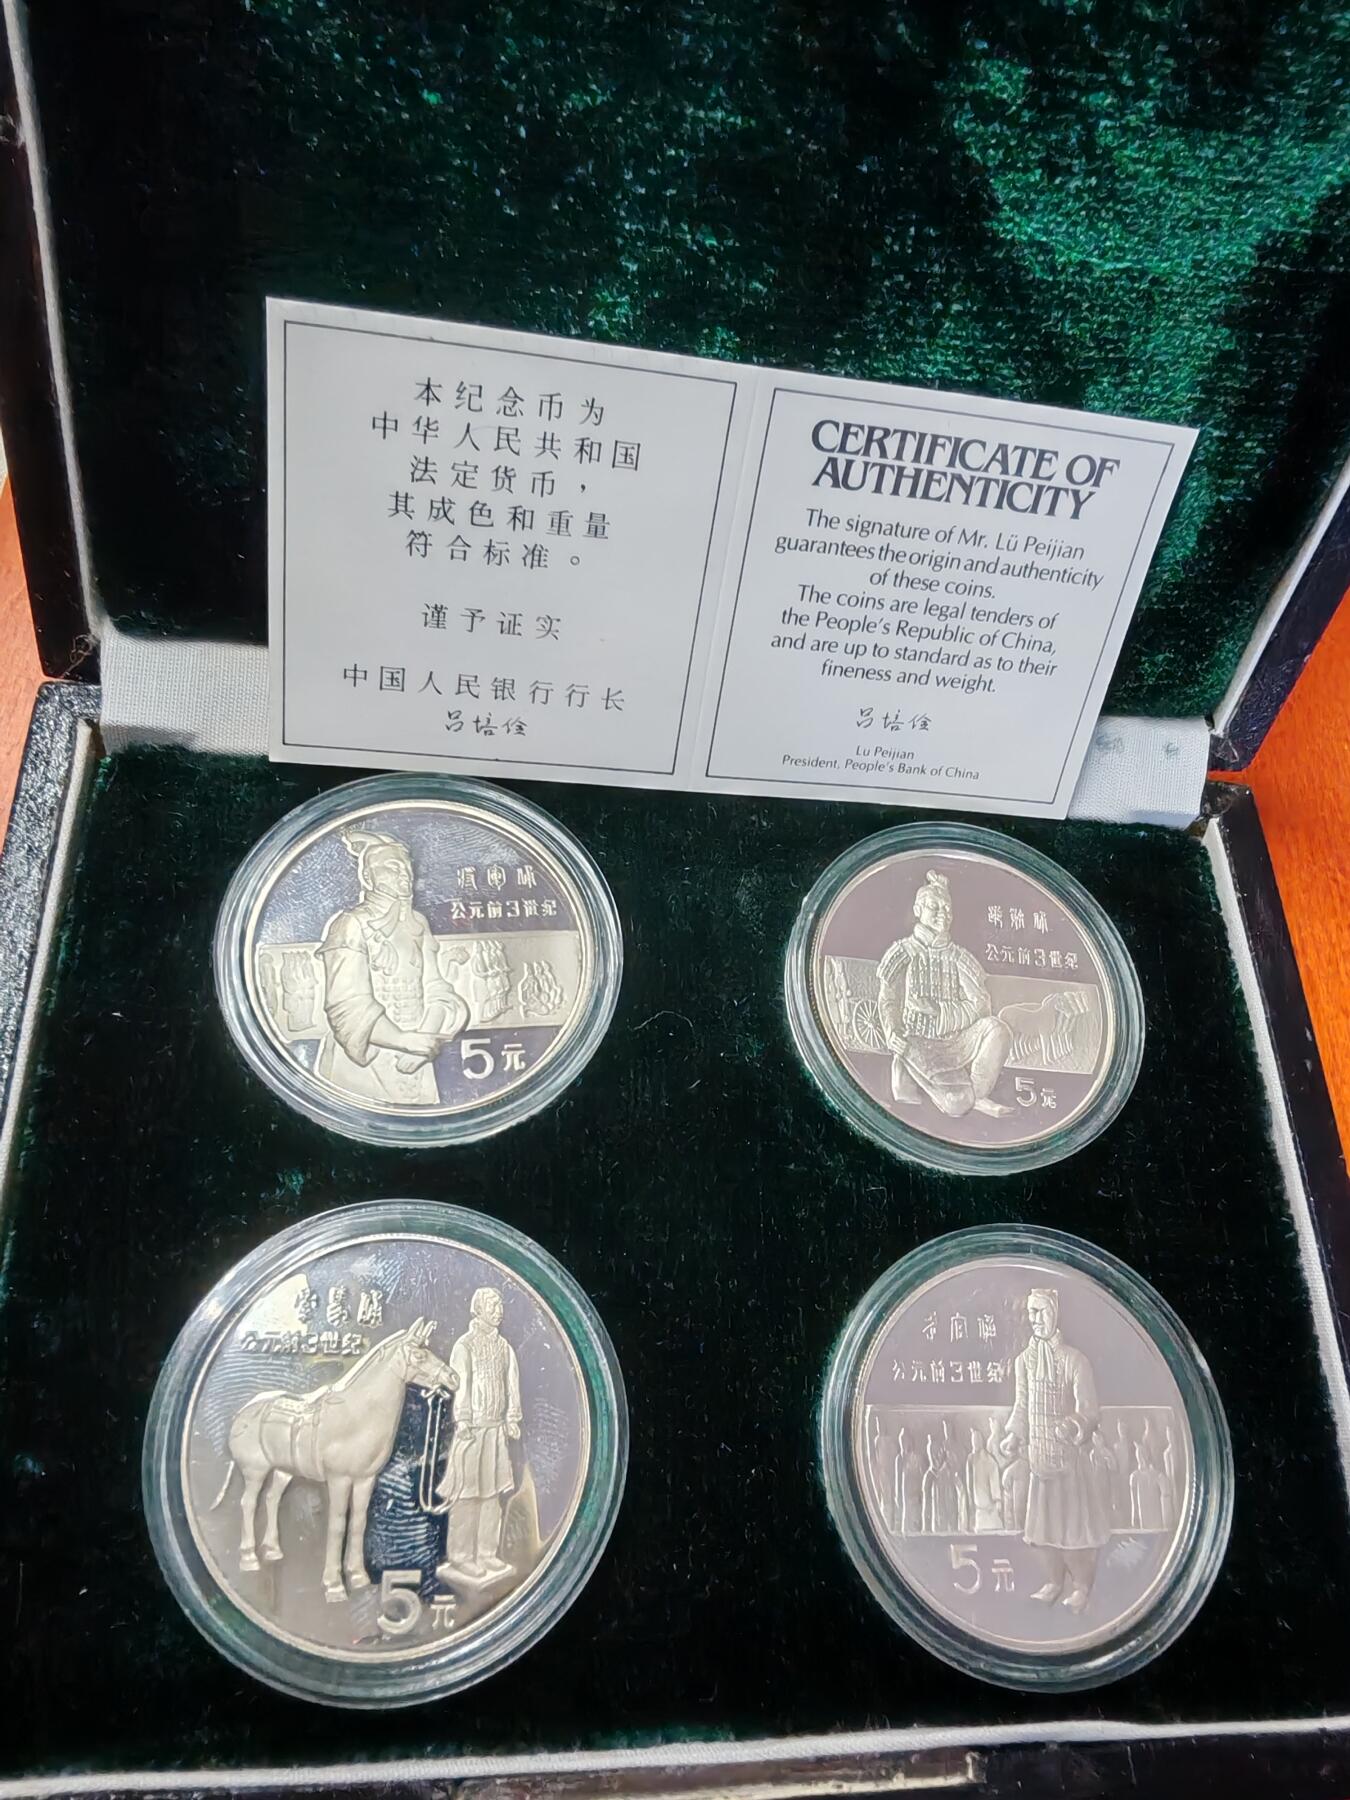 本纪念币为
中华人民共和国
法定货币，
其成色和重量
符合标准。
谨予证实
中国人民银行行长
吕培俭
CERTIFICATE OF
AUTHENTICITY
The signature of Mr. Lü Peijian
guarantees the origin and authenticity
of these coins.
The coins are legal tenders of
the People's Republic of China,
and are up to standard as to their
fineness and weight.
吕培俭
Lu Peijian
President, People's Bank of China
将军俑
公元前3世纪
5元
公元前3世纪
5元
公元前3世纪
5元
公元前3世纪
5元